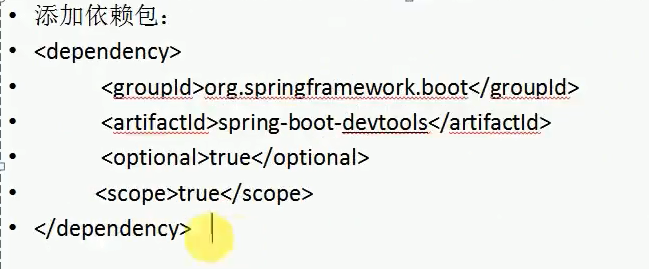 • 添加依赖包：
• <dependency>
• <groupId>org.springframework.boot</groupId>
• <artifactId>spring-boot-devtools</artifactId>
• <optional>true</optional>
• <scope>true</scope>
• </dependency>